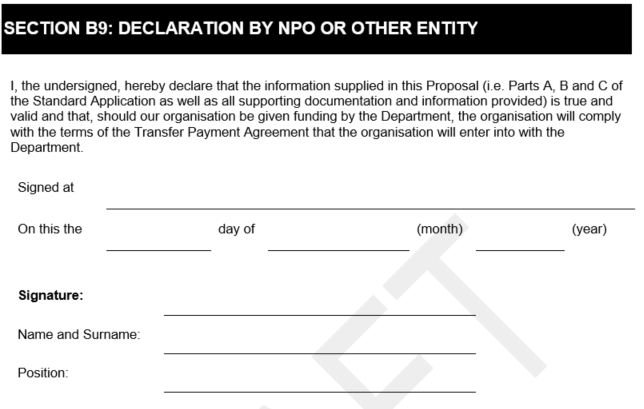 SECTION B9: DECLARATION BY NPO OR OTHER ENTITY
I, the undersigned, hereby declare that the information supplied in this Proposal (i.e. Parts A, B and C of
the Standard Application as well as all supporting documentation and information provided) is true and
valid and that, should our organisation be given funding by the Department, the organisation will comply
with the terms of the Transfer Payment Agreement that the organisation will enter into with the
Department.
Signed at
On this the day of (month) (year)
Signature:
Name and Surname:
Position: